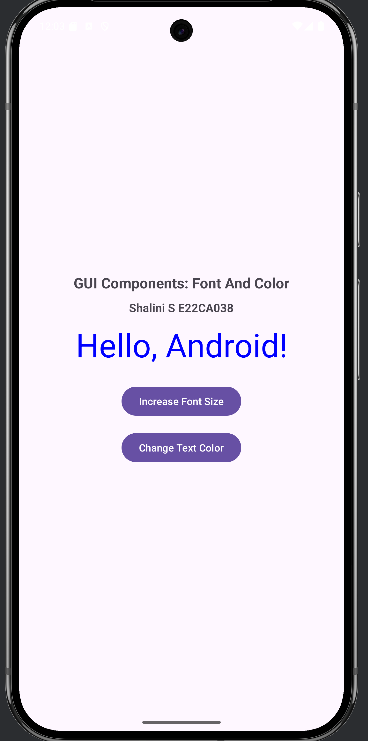 GUI Components: Font And Color
Shalini S E22CA038
Hello, Android!
Increase Font Size
Change Text Color